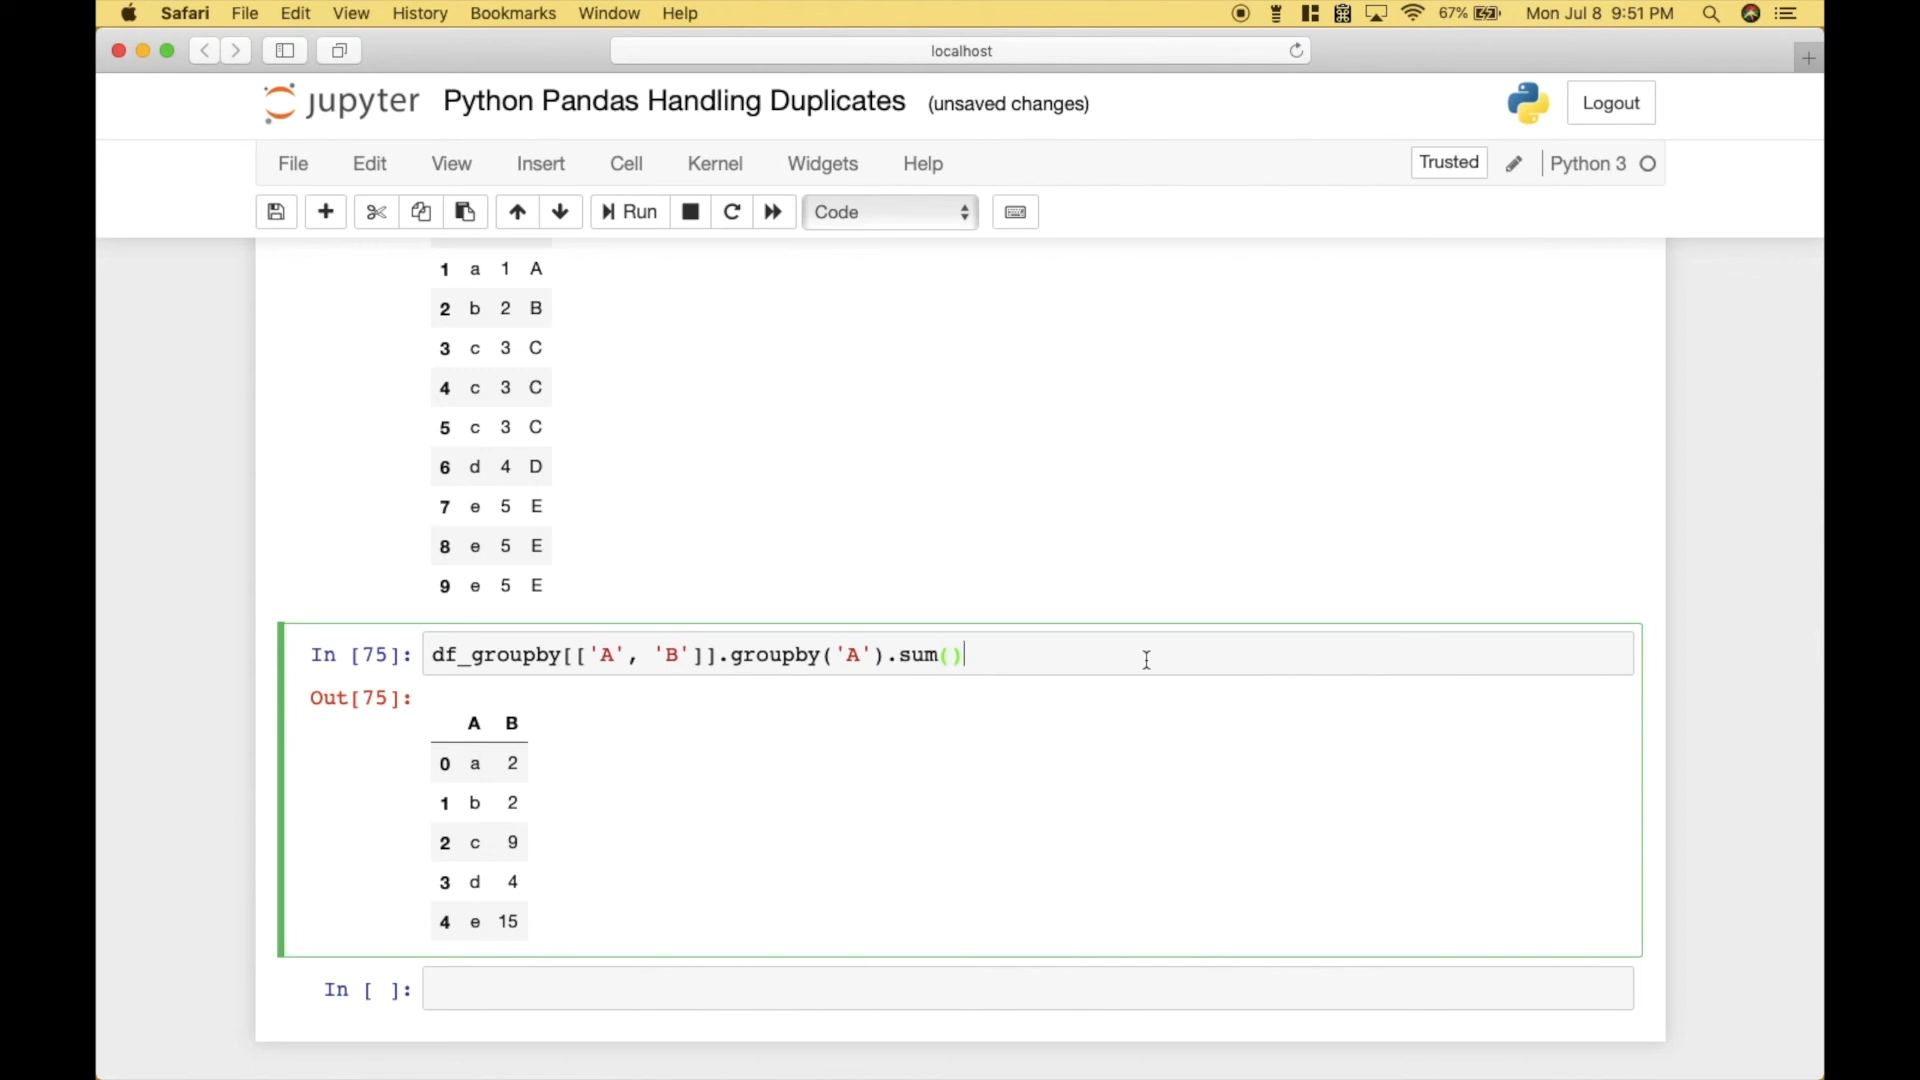 Safari File Edit View History Bookmarks Window Help 67% Mon Jul 8 9:51 PM
localhost
jupyter Python Pandas Handling Duplicates (unsaved changes) Logout
File Edit View Insert Cell Kernel Widgets Help Trusted Python 3
Run Code
1 a 1 A
2 b 2 B
3 c 3 C
4 c 3 C
5 c 3 C
6 d 4 D
7 e 5 E
8 e 5 E
9 e 5 E
In [75]: df_groupby[['A', 'B']].groupby('A').sum()
Out[75]:
A B
0 a 2
1 b 2
2 c 9
3 d 4
4 e 15
In [ ]: